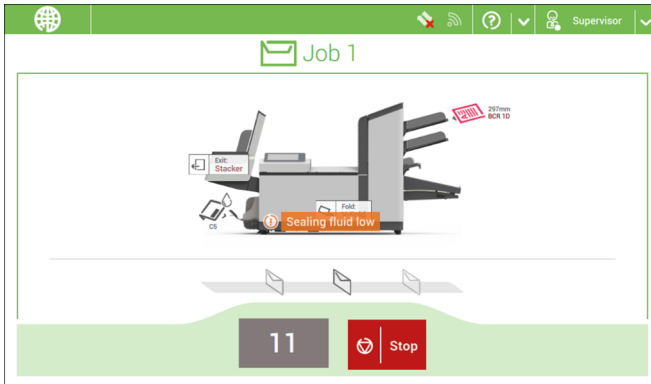 Supervisor
Job 1
297mm
BCR 1D
Exit:
Stacker
Fold:
C5
Sealing fluid low
11
Stop